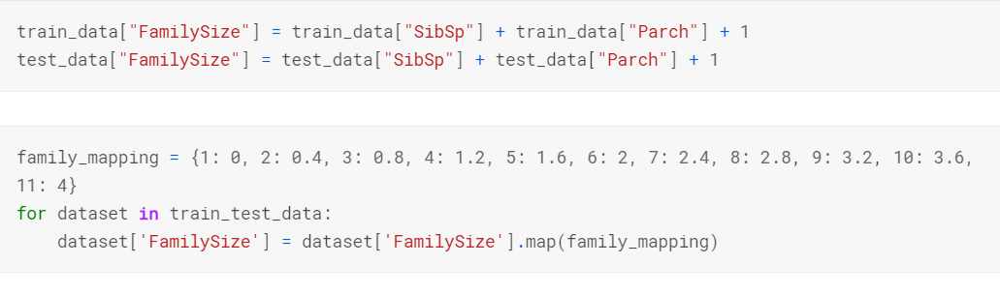 train_data["FamilySize"] = train_data["SibSp"] + train_data["Parch"] + 1
test_data["FamilySize"] = test_data["SibSp"] + test_data["Parch"] + 1
family_mapping = {1: 0, 2: 0.4, 3: 0.8, 4: 1.2, 5: 1.6, 6: 2, 7: 2.4, 8: 2.8, 9: 3.2, 10: 3.6,
11: 4}
for dataset in train_test_data:
    dataset['FamilySize'] = dataset['FamilySize'].map(family_mapping)